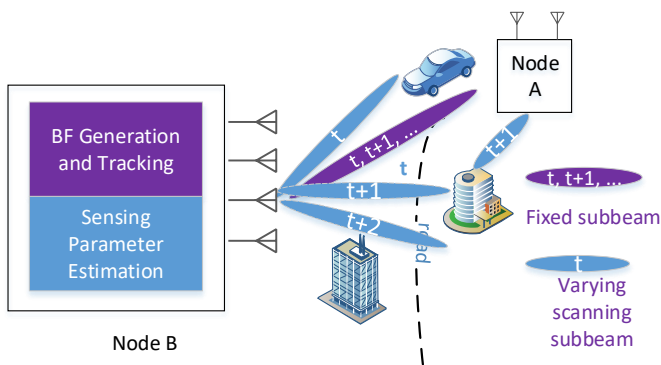 BF Generation
and Tracking
Sensing
Parameter
Estimation
Node B
t
t, t+1, ...
t
t+1
t+2
road
Node
A
t+1
t, t+1, ...
Fixed subbeam
t
Varying
scanning
subbeam